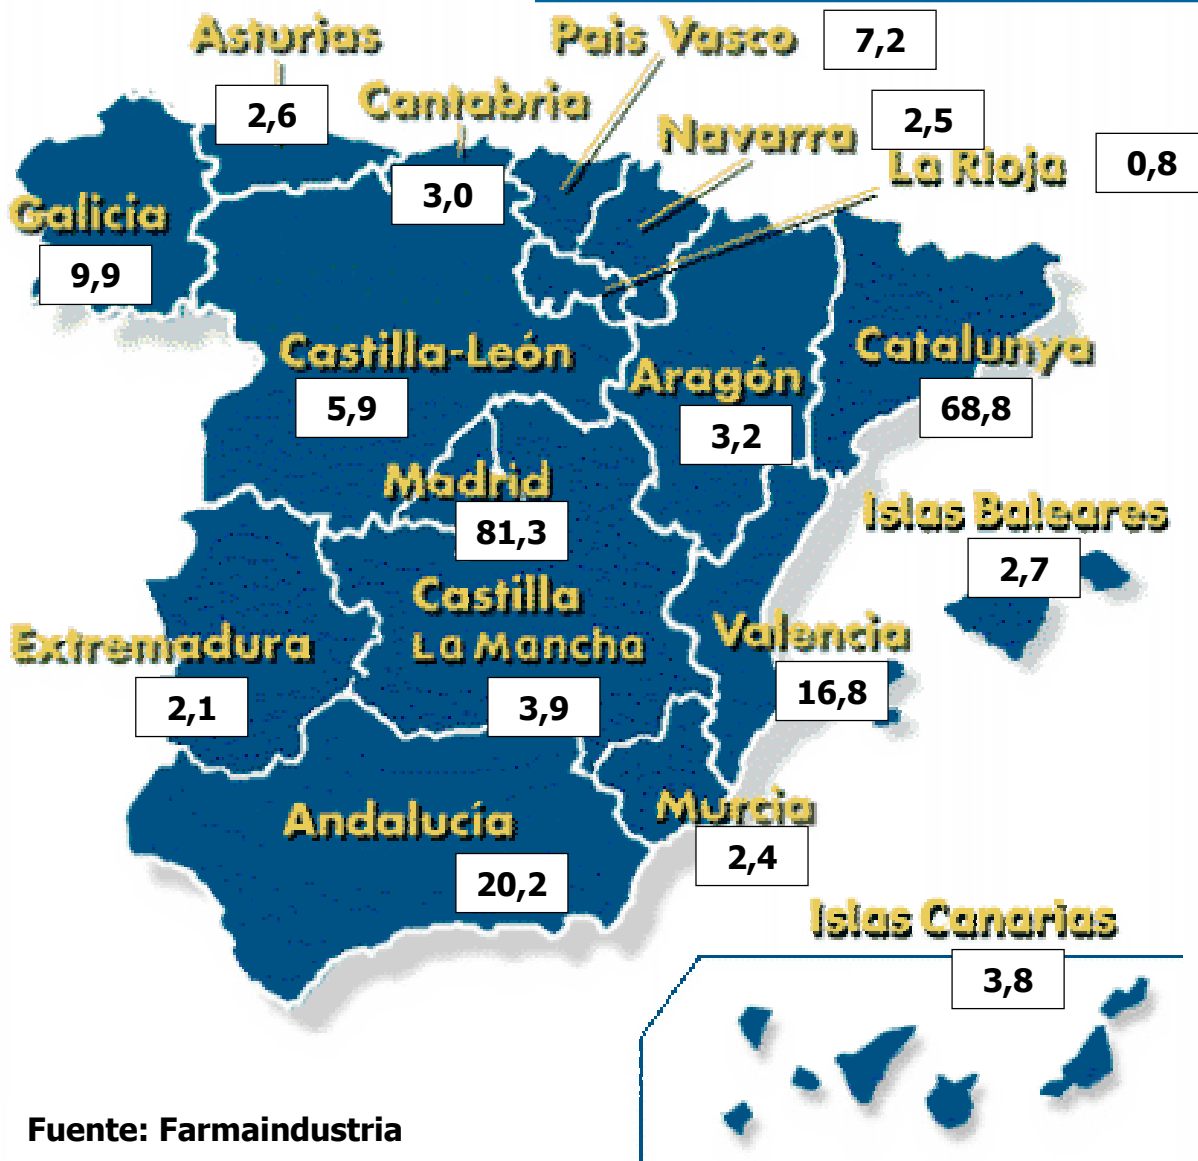 Asturias
2,6
Pais Vasco
7,2
Cantabria
3,0
Navarra
2,5
La Rioja
0,8
Galicia
9,9
Castilla-León
5,9
Aragón
3,2
Catalunya
68,8
Madrid
81,3
Islas Baleares
2,7
Castilla
La Mancha
3,9
Extremadura
2,1
Valencia
16,8
Andalucía
20,2
Murcia
2,4
Islas Canarias
3,8
Fuente: Farmaindustria